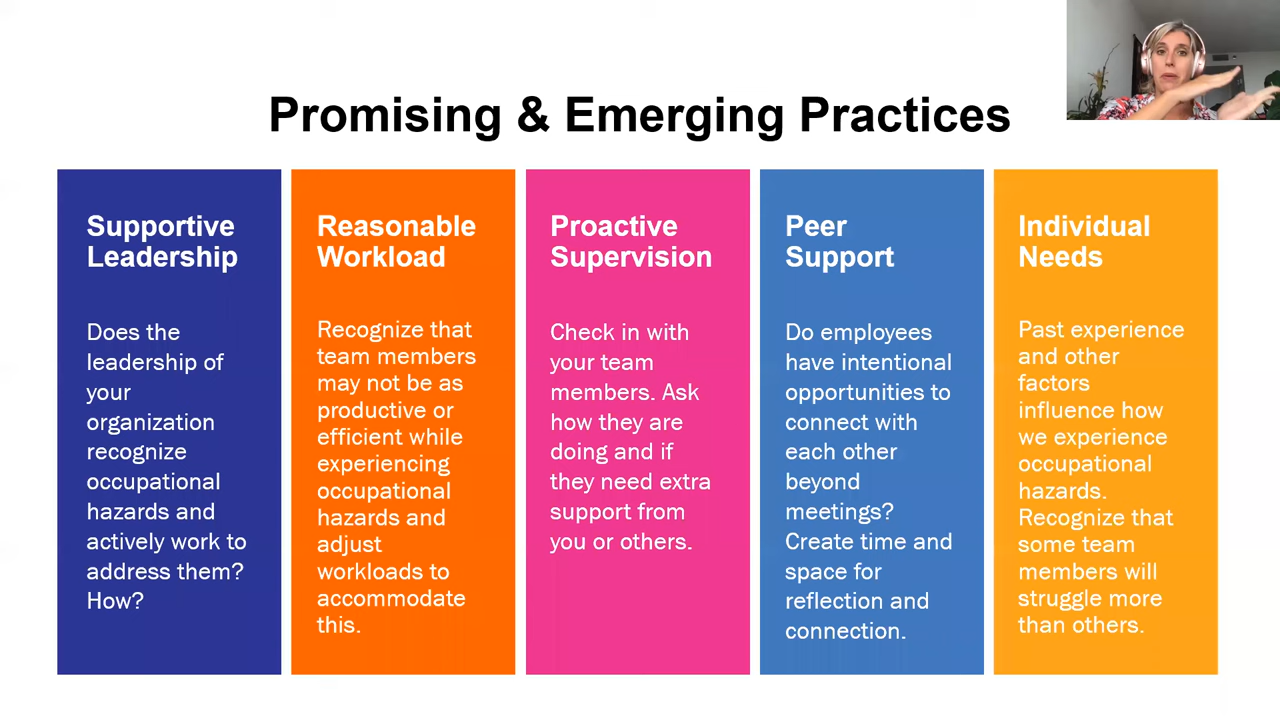 Promising & Emerging Practices
Supportive
Leadership
Does the
leadership of
your
organization
recognize
occupational
hazards and
actively work to
address them?
How?
Reasonable
Workload
Recognize that
team members
may not be as
productive or
efficient while
experiencing
occupational
hazards and
adjust
workloads to
accommodate
this.
Proactive
Supervision
Check in with
your team
members. Ask
how they are
doing and if
they need extra
support from
you or others.
Peer
Support
Do employees
have intentional
opportunities to
connect with
each other
beyond
meetings?
Create time and
space for
reflection and
connection.
Individual
Needs
Past experience
and other
factors
influence how
we experience
occupational
hazards.
Recognize that
some team
members will
struggle more
than others.